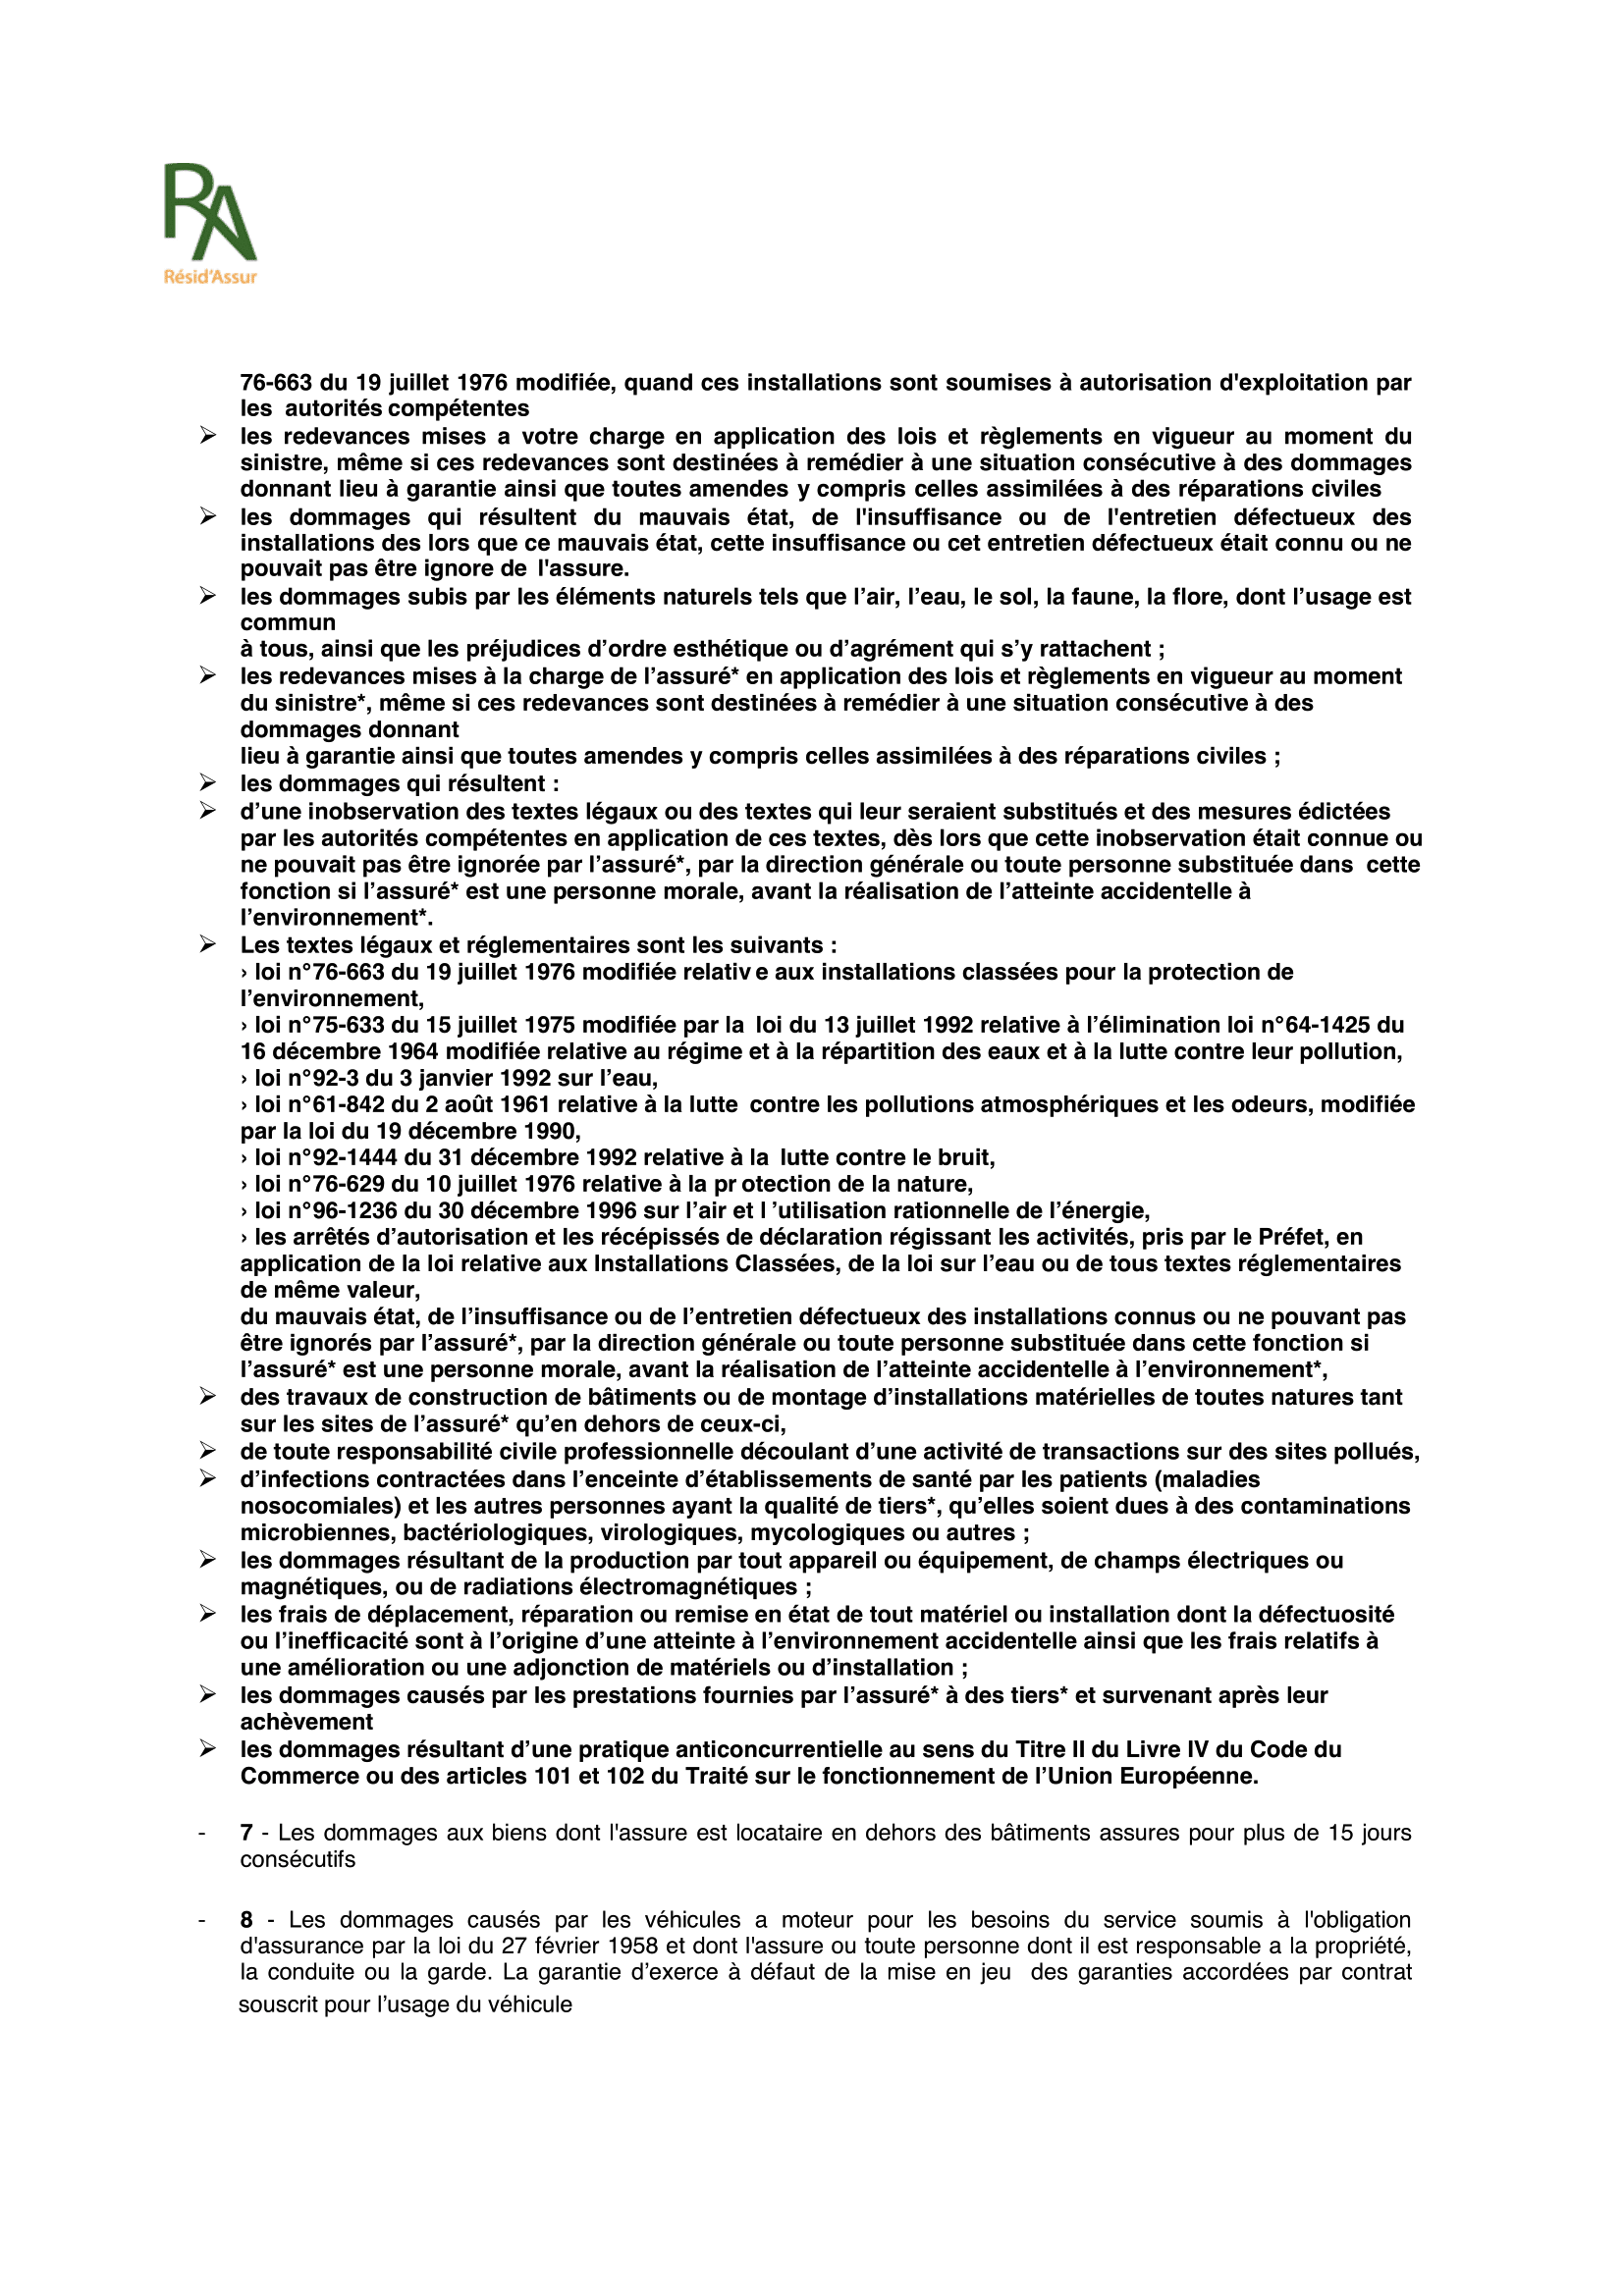 RA
Résid'Assur
76-663 du 19 juillet 1976 modifiée, quand ces installations sont soumises à autorisation d'exploitation par
les autorités compétentes
➢ les redevances mises a votre charge en application des lois et règlements en vigueur au moment du
sinistre, même si ces redevances sont destinées à remédier à une situation consécutive à des dommages
donnant lieu à garantie ainsi que toutes amendes y compris celles assimilées à des réparations civiles
➢ les dommages qui résultent du mauvais état, de l'insuffisance ou de l'entretien défectueux des
installations des lors que ce mauvais état, cette insuffisance ou cet entretien défectueux était connu ou ne
pouvait pas être ignore de l'assure.
➢ les dommages subis par les éléments naturels tels que l’air, l’eau, le sol, la faune, la flore, dont l’usage est
commun
à tous, ainsi que les préjudices d’ordre esthétique ou d’agrément qui s’y rattachent ;
➢ les redevances mises à la charge de l’assuré* en application des lois et règlements en vigueur au moment
du sinistre*, même si ces redevances sont destinées à remédier à une situation consécutive à des
dommages donnant
lieu à garantie ainsi que toutes amendes y compris celles assimilées à des réparations civiles ;
➢ les dommages qui résultent :
➢ d’une inobservation des textes légaux ou des textes qui leur seraient substitués et des mesures édictées
par les autorités compétentes en application de ces textes, dès lors que cette inobservation était connue ou
ne pouvait pas être ignorée par l’assuré*, par la direction générale ou toute personne substituée dans cette
fonction si l’assuré* est une personne morale, avant la réalisation de l’atteinte accidentelle à
l’environnement*.
➢ Les textes légaux et réglementaires sont les suivants :
› loi n°76-663 du 19 juillet 1976 modifiée relativ e aux installations classées pour la protection de
l’environnement,
› loi n°75-633 du 15 juillet 1975 modifiée par la loi du 13 juillet 1992 relative à l’élimination loi n°64-1425 du
16 décembre 1964 modifiée relative au régime et à la répartition des eaux et à la lutte contre leur pollution,
› loi n°92-3 du 3 janvier 1992 sur l’eau,
› loi n°61-842 du 2 août 1961 relative à la lutte contre les pollutions atmosphériques et les odeurs, modifiée
par la loi du 19 décembre 1990,
› loi n°92-1444 du 31 décembre 1992 relative à la lutte contre le bruit,
› loi n°76-629 du 10 juillet 1976 relative à la pr otection de la nature,
› loi n°96-1236 du 30 décembre 1996 sur l’air et l ’utilisation rationnelle de l’énergie,
› les arrêtés d’autorisation et les récépissés de déclaration régissant les activités, pris par le Préfet, en
application de la loi relative aux Installations Classées, de la loi sur l’eau ou de tous textes réglementaires
de même valeur,
du mauvais état, de l’insuffisance ou de l’entretien défectueux des installations connus ou ne pouvant pas
être ignorés par l’assuré*, par la direction générale ou toute personne substituée dans cette fonction si
l’assuré* est une personne morale, avant la réalisation de l’atteinte accidentelle à l’environnement*,
➢ des travaux de construction de bâtiments ou de montage d’installations matérielles de toutes natures tant
sur les sites de l’assuré* qu’en dehors de ceux-ci,
➢ de toute responsabilité civile professionnelle découlant d’une activité de transactions sur des sites pollués,
➢ d’infections contractées dans l’enceinte d’établissements de santé par les patients (maladies
nosocomiales) et les autres personnes ayant la qualité de tiers*, qu’elles soient dues à des contaminations
microbiennes, bactériologiques, virologiques, mycologiques ou autres ;
➢ les dommages résultant de la production par tout appareil ou équipement, de champs électriques ou
magnétiques, ou de radiations électromagnétiques ;
➢ les frais de déplacement, réparation ou remise en état de tout matériel ou installation dont la défectuosité
ou l’inefficacité sont à l’origine d’une atteinte à l’environnement accidentelle ainsi que les frais relatifs à
une amélioration ou une adjonction de matériels ou d’installation ;
➢ les dommages causés par les prestations fournies par l’assuré* à des tiers* et survenant après leur
achèvement
➢ les dommages résultant d’une pratique anticoncurrentielle au sens du Titre II du Livre IV du Code du
Commerce ou des articles 101 et 102 du Traité sur le fonctionnement de l’Union Européenne.
- 7 - Les dommages aux biens dont l'assure est locataire en dehors des bâtiments assures pour plus de 15 jours
consécutifs
- 8 - Les dommages causés par les véhicules a moteur pour les besoins du service soumis à l'obligation
d'assurance par la loi du 27 février 1958 et dont l'assure ou toute personne dont il est responsable a la propriété,
la conduite ou la garde. La garantie d’exerce à défaut de la mise en jeu des garanties accordées par contrat
souscrit pour l’usage du véhicule